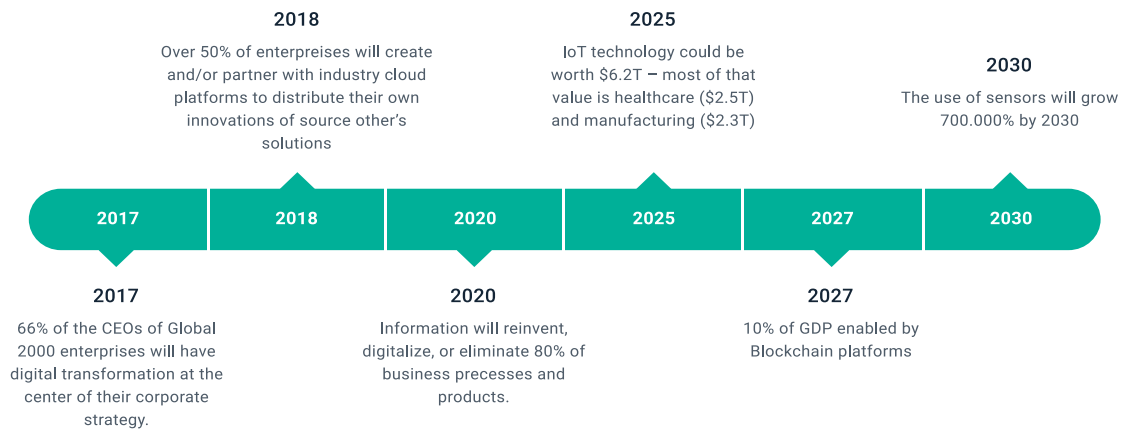 2018
Over 50% of enterpreises will create
and/or partner with industry cloud
platforms to distribute their own
innovations of source other's
solutions
2025
IoT technology could be
worth $6.2T – most of that
value is healthcare ($2.5T)
and manufacturing ($2.3T)
2030
The use of sensors will grow
700.000% by 2030
2017
2018
2020
2025
2027
2030
2017
66% of the CEOs of Global
2000 enterprises will have
digital transformation at the
center of their corporate
strategy.
2020
Information will reinvent,
digitalize, or eliminate 80% of
business precesses and
products.
2027
10% of GDP enabled by
Blockchain platforms